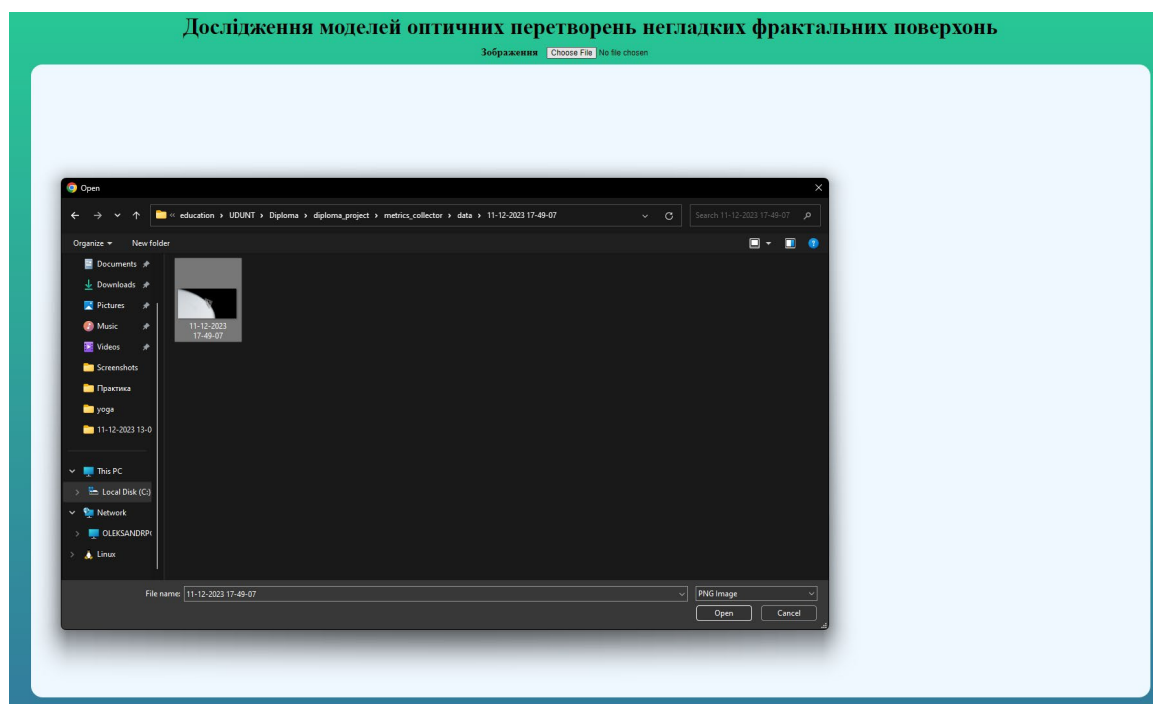 Дослідження моделей оптичних перетворень негладких фрактальних поверхонь
Зображення Choose File No file chosen
Open
« education › UDUNT › Diploma › diploma_project › metrics_collector › data › 11-12-2023 17-49-07
Search 11-12-2023 17-49-07
Organize New folder
Documents
Downloads
Pictures
Music
Videos
Screenshots
Практика
yoga
11-12-2023 13-0
This PC
Local Disk (C:)
Network
OLEKSANDRP
Linux
11-12-2023
17-49-07
File name: 11-12-2023 17-49-07
PNG Image
Open Cancel